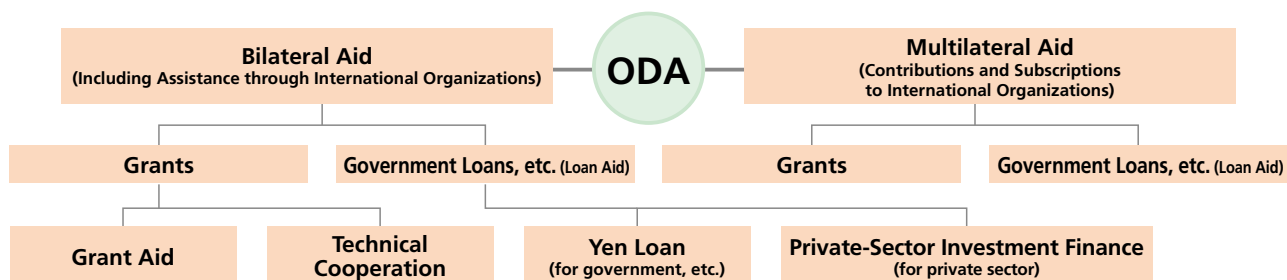 Bilateral Aid
(Including Assistance through International Organizations)
ODA
Multilateral Aid
(Contributions and Subscriptions
to International Organizations)
Grants
Government Loans, etc. (Loan Aid)
Grants
Government Loans, etc. (Loan Aid)
Grant Aid
Technical
Cooperation
Yen Loan
(for government, etc.)
Private-Sector Investment Finance
(for private sector)